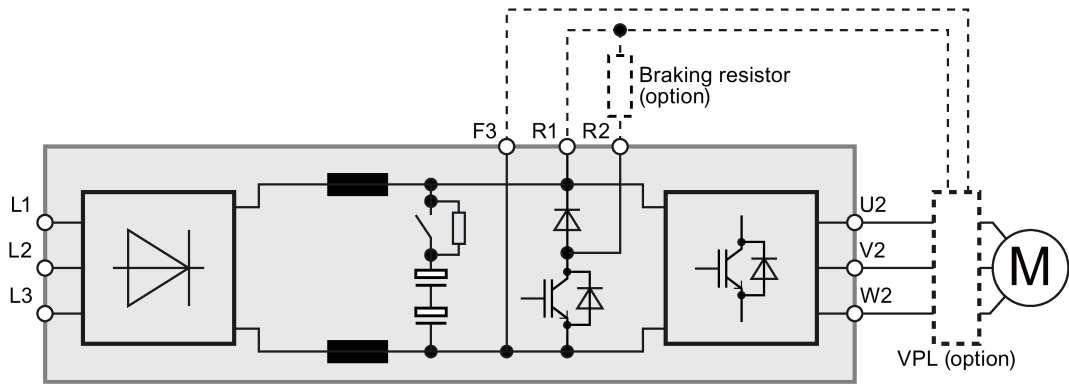 Braking resistor
(option)
F3 R1 R2
L1
L2
L3
U2
V2
W2
M
VPL (option)